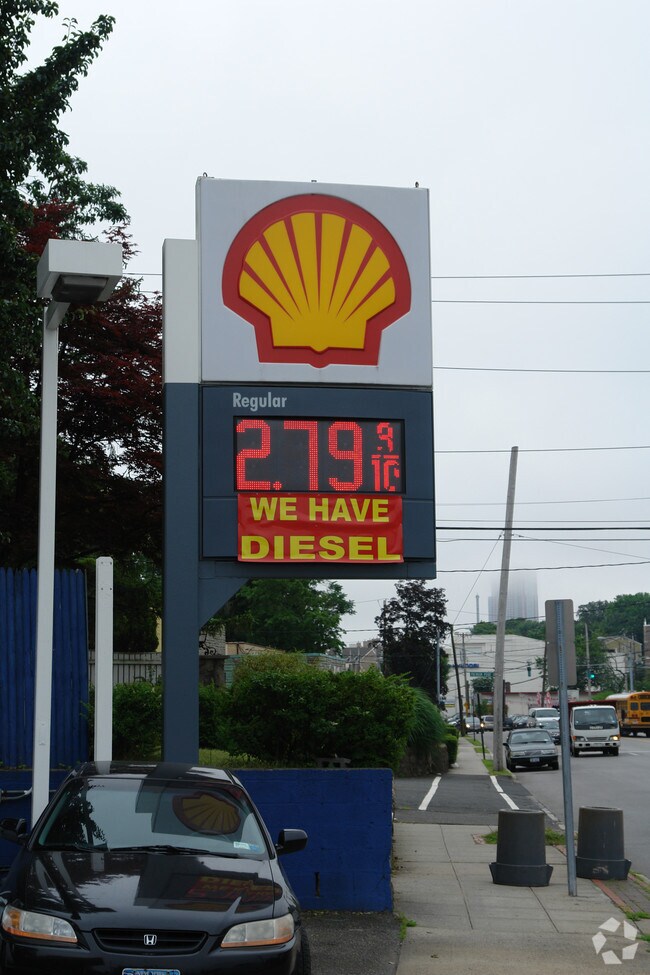 Regular
2.79 9/10
WE HAVE
DIESEL